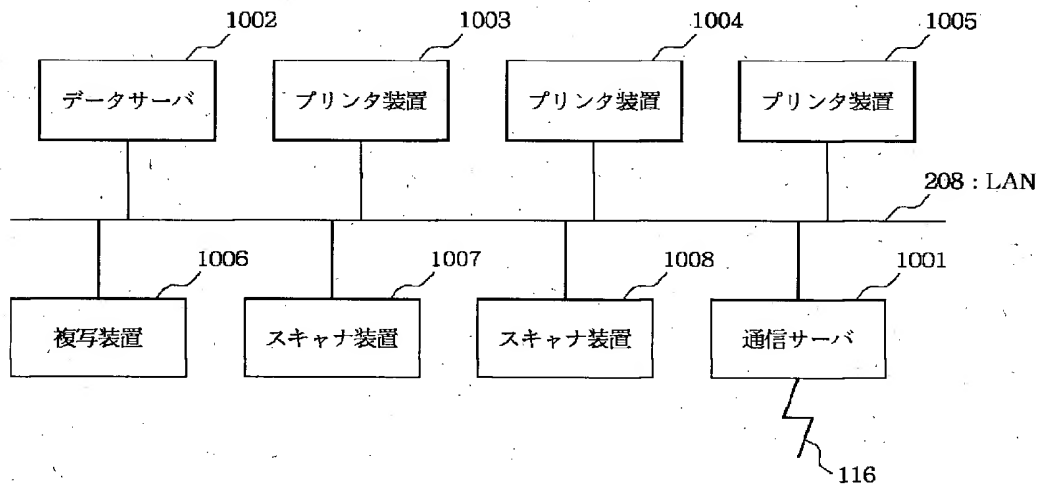 1002
1003
1004
1005
データサーバ
プリンタ装置
プリンタ装置
プリンタ装置
208 : LAN
1006
1007
1008
1001
複写装置
スキャナ装置
スキャナ装置
通信サーバ
116